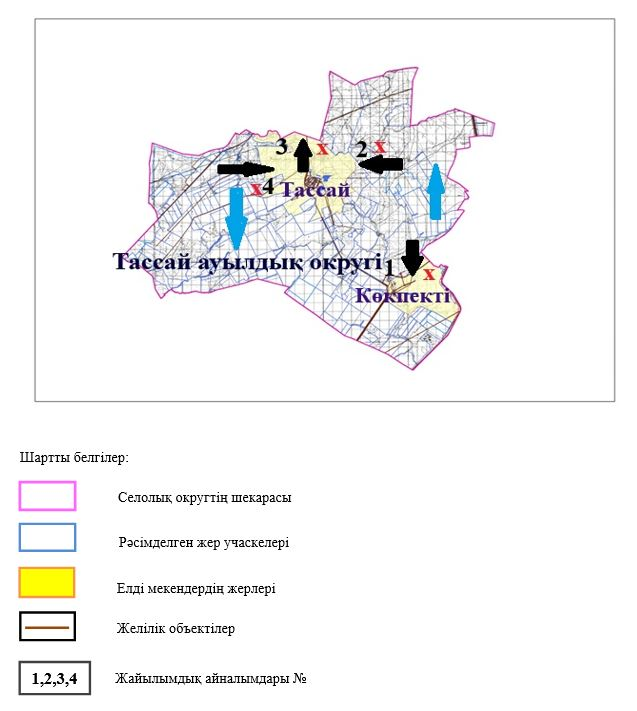 3 x 2 x
x 4 Тассай
Тассай ауылдық округі 1 x
Көкпекті
Шартты белгілер:
Селолық округтің шекарасы
Рәсімделген жер учаскелері
Елді мекендердің жерлері
Желілік объектілер
1,2,3,4 Жайылымдық айналымдары №